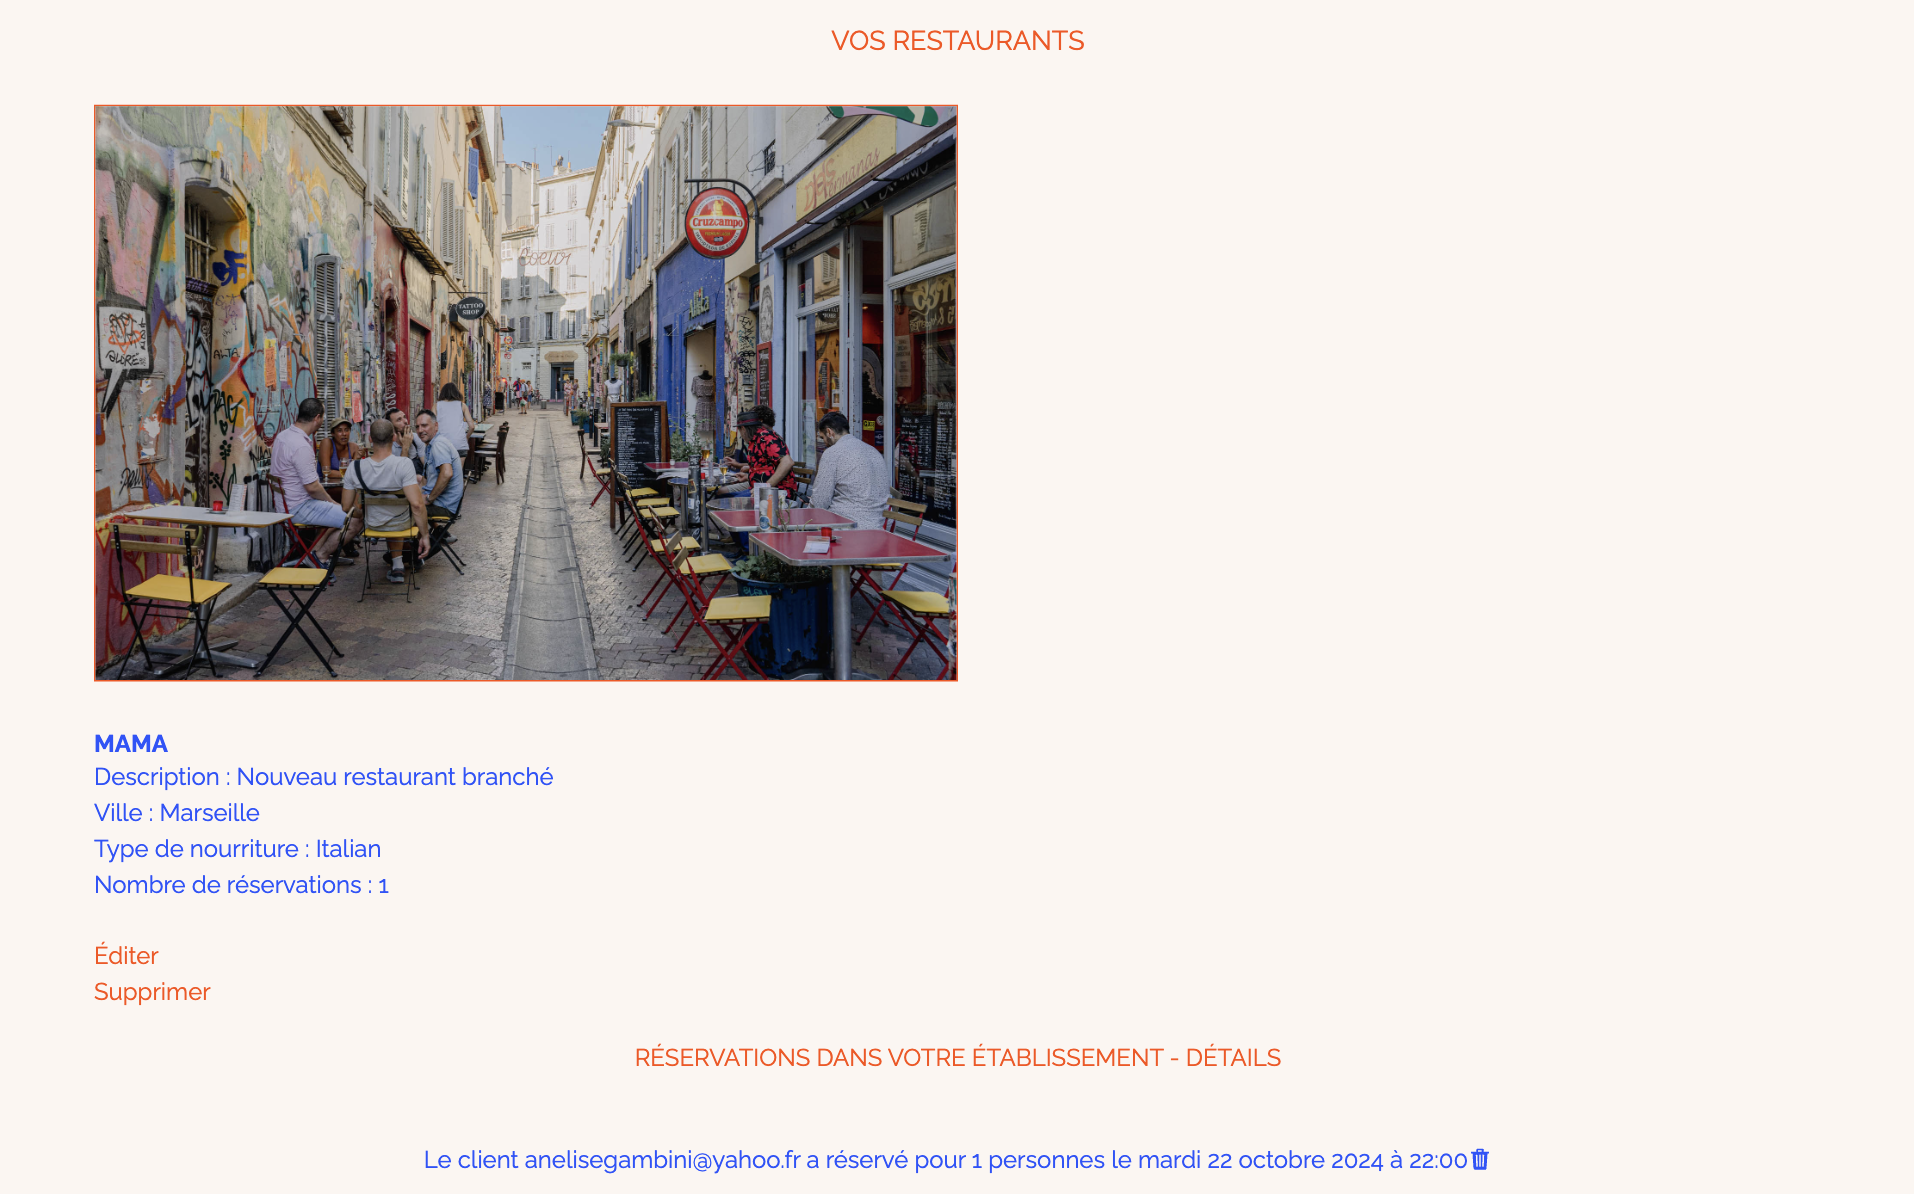 VOS RESTAURANTS
Coeur
Cruzcampo
TATTOO
SHOP
ALTA
MAMA
Description : Nouveau restaurant branché
Ville : Marseille
Type de nourriture : Italian
Nombre de réservations : 1
Éditer
Supprimer
RÉSERVATIONS DANS VOTRE ÉTABLISSEMENT - DÉTAILS
Le client anelisegambini@yahoo.fr a réservé pour 1 personnes le mardi 22 octobre 2024 à 22:00